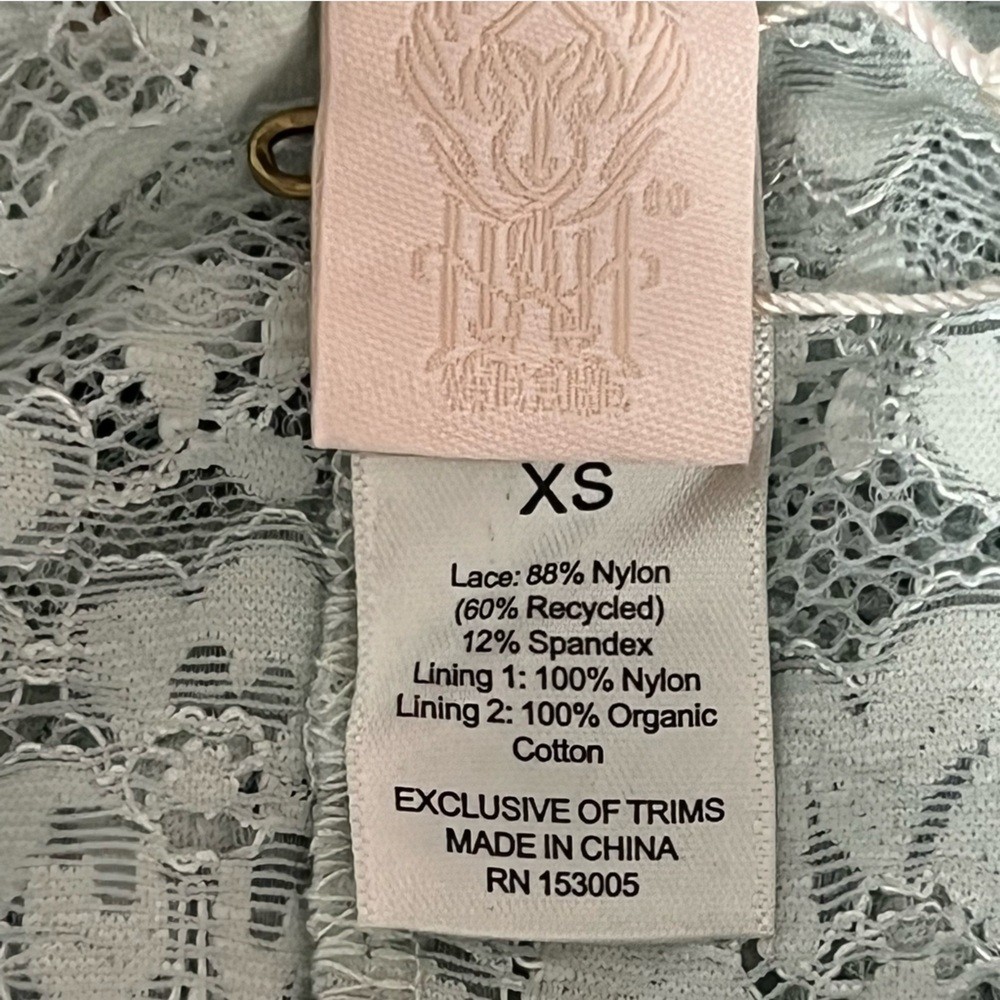 XS
Lace: 88% Nylon
(60% Recycled)
12% Spandex
Lining 1: 100% Nylon
Lining 2: 100% Organic
Cotton
EXCLUSIVE OF TRIMS
MADE IN CHINA
RN 153005